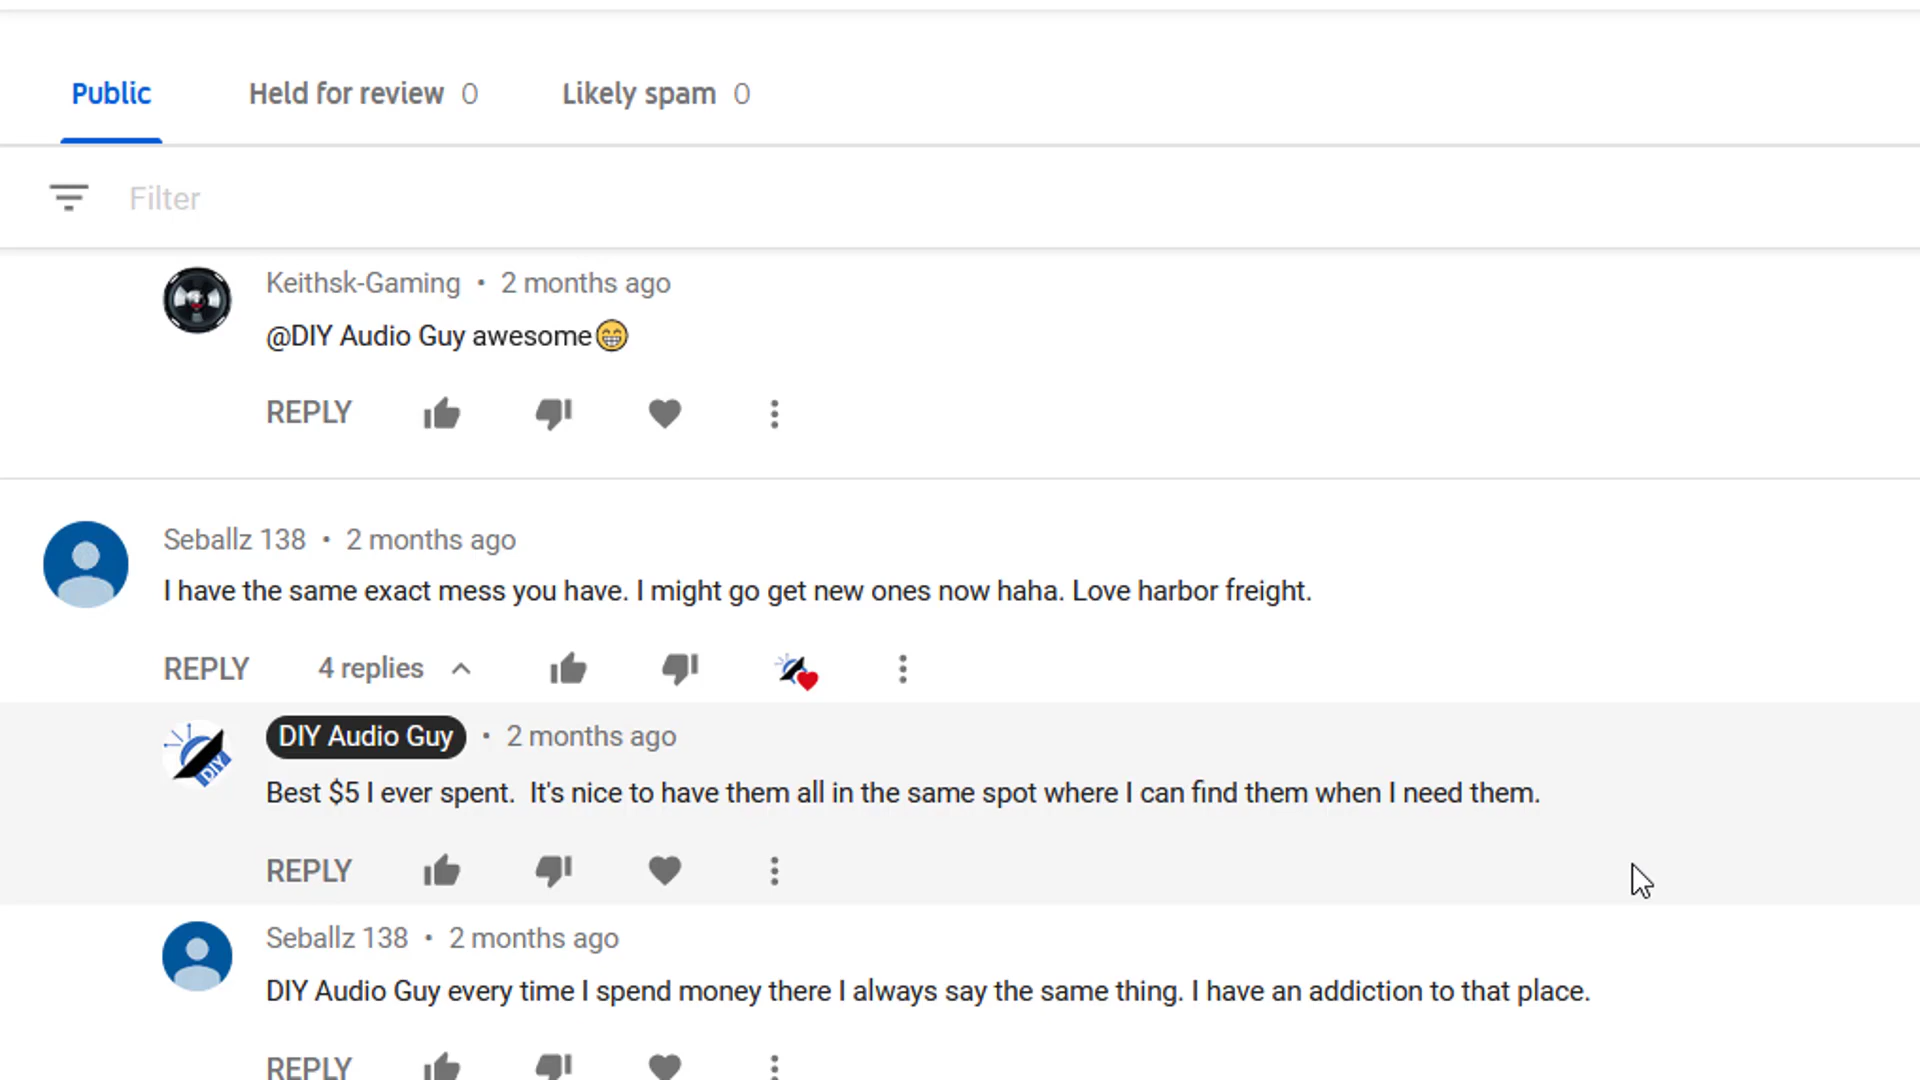 Public Held for review 0 Likely spam 0
Filter
Keithsk-Gaming • 2 months ago
@DIY Audio Guy awesome😁
REPLY
Seballz 138 • 2 months ago
I have the same exact mess you have. I might go get new ones now haha. Love harbor freight.
REPLY 4 replies
DIY Audio Guy • 2 months ago
DIY
Best $5 I ever spent.  It's nice to have them all in the same spot where I can find them when I need them.
REPLY
Seballz 138 • 2 months ago
DIY Audio Guy every time I spend money there I always say the same thing. I have an addiction to that place.
REPLY